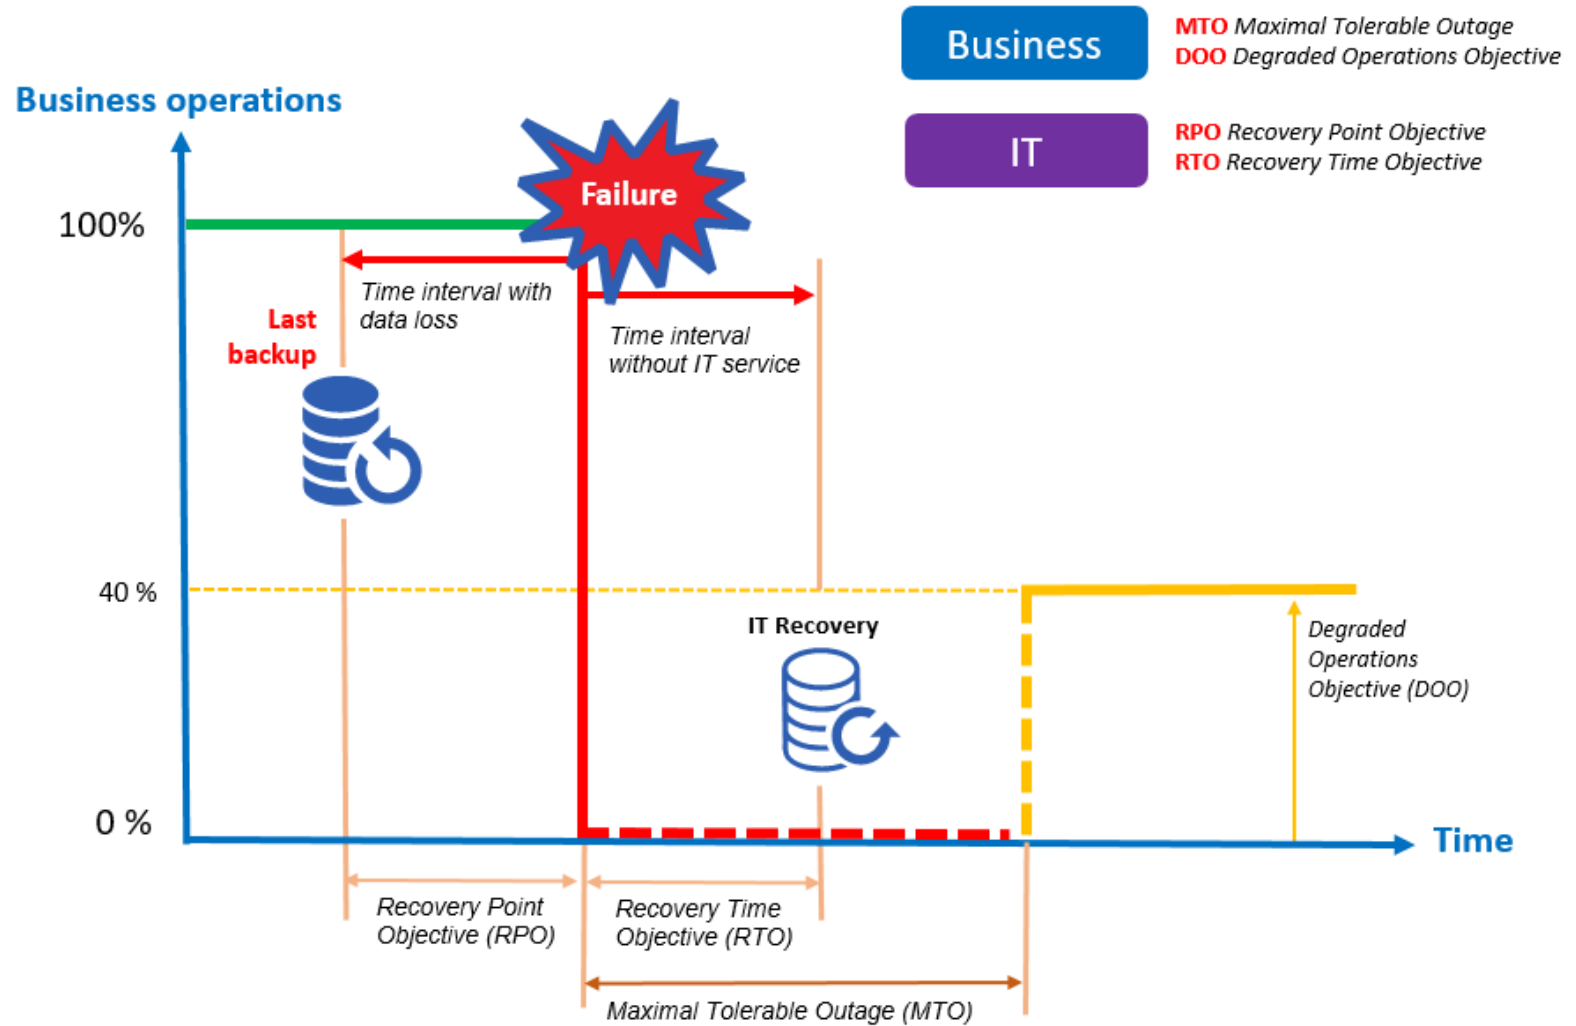 Business
MTO Maximal Tolerable Outage
DOO Degraded Operations Objective
IT
RPO Recovery Point Objective
RTO Recovery Time Objective
Business operations
100%
Failure
Time interval with
data loss
Last
backup
Time interval
without IT service
40 %
IT Recovery
Degraded
Operations
Objective (DOO)
0 %
Time
Recovery Point
Objective (RPO)
Recovery Time
Objective (RTO)
Maximal Tolerable Outage (MTO)